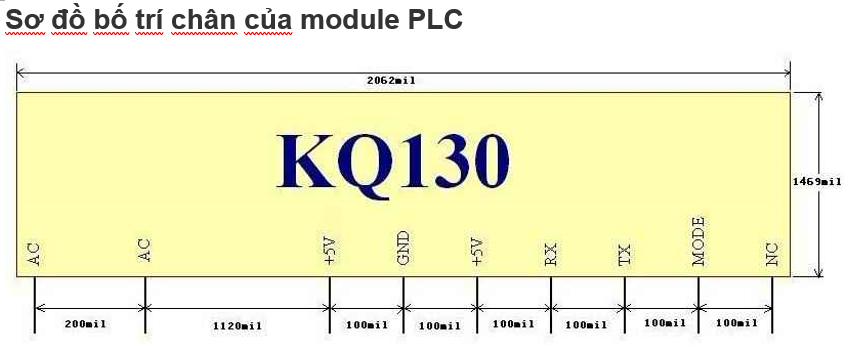 Sơ đồ bố trí chân của module PLC
2062mil
KQ130
1469mil
AC AC +5V GND +5V RX TX MODE NC
200mil 1120mil 100mil 100mil 100mil 100mil 100mil 100mil